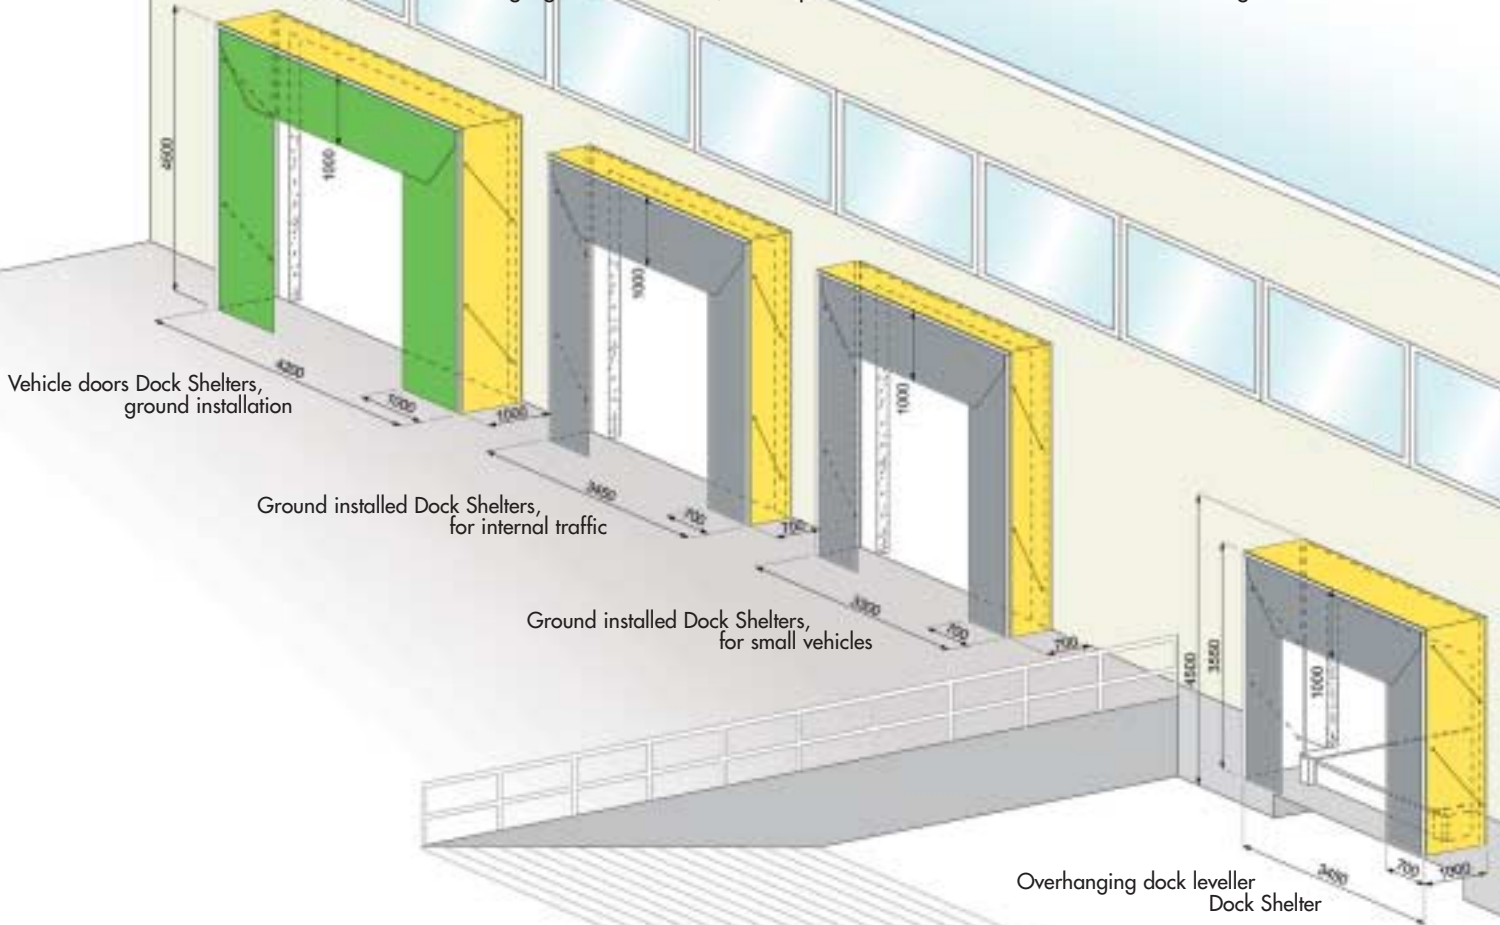 4600
1000
4200
1000
1000
Vehicle doors Dock Shelters,
ground installation
1000
3450
700
700
Ground installed Dock Shelters,
for internal traffic
1000
3300
700
700
Ground installed Dock Shelters,
for small vehicles
4500
3550
1000
3450
700
Overhanging dock leveller
Dock Shelter